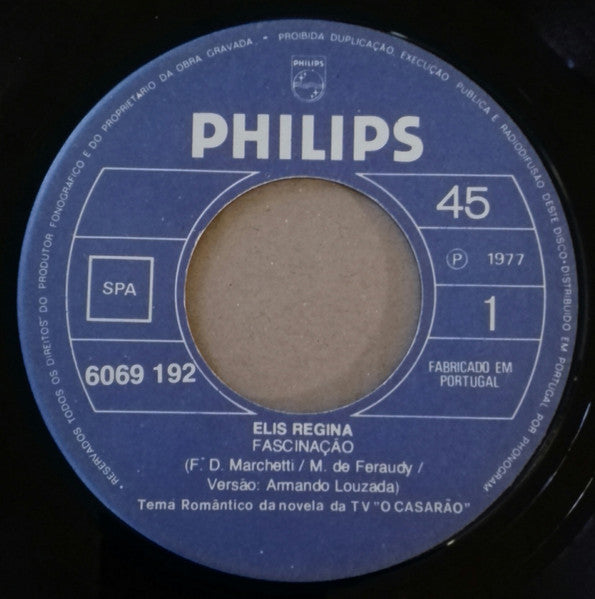 • RESERVADOS TODOS OS DIREITOS DO PRODUTOR FONOGRÁFICO E DO PROPRIETÁRIO DA OBRA GRAVADA • PROIBIDA DUPLICAÇÃO, EXECUÇÃO PÚBLICA E RADIODIFUSÃO DESTE DISCO • DISTRIBUÍDO EM PORTUGAL POR PHONOGRAM
PHILIPS
PHILIPS
45
℗ 1977
SPA
1
6069 192
FABRICADO EM
PORTUGAL
ELIS REGINA
FASCINAÇÃO
(F. D. Marchetti / M. de Feraudy /
Versão: Armando Louzada)
Tema Romântico da novela da TV "O CASARÃO"